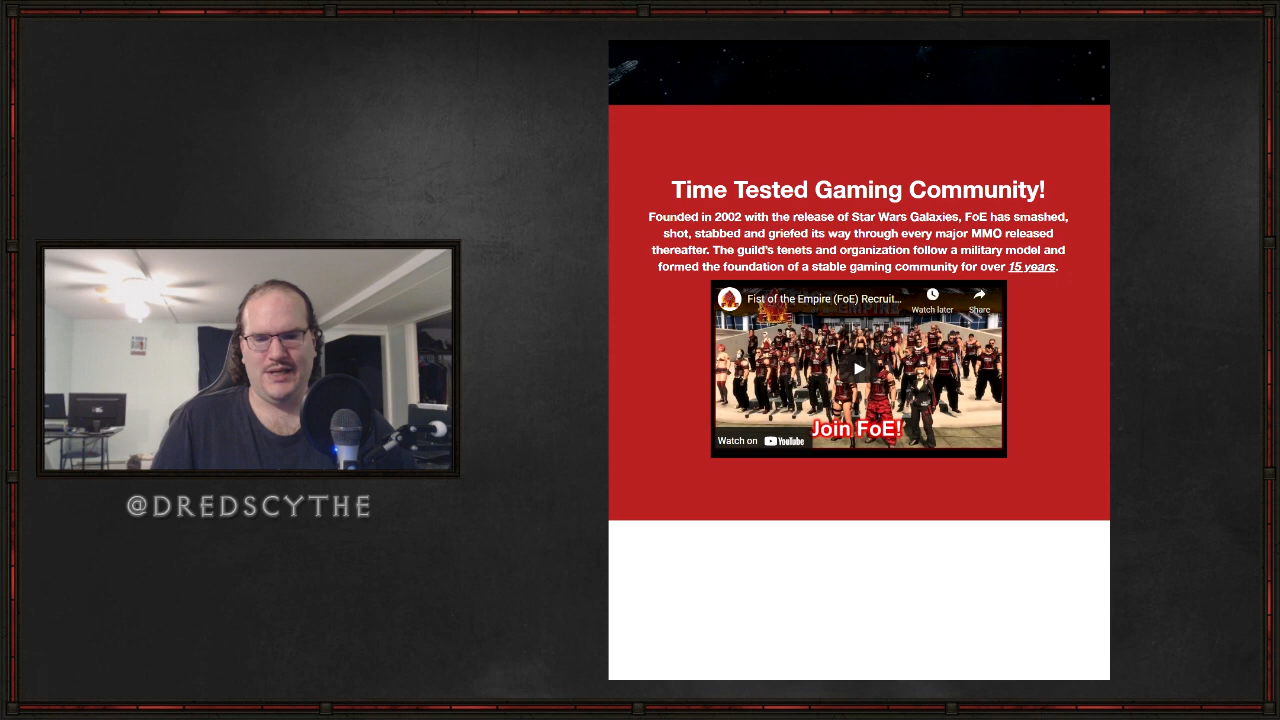 Time Tested Gaming Community!
Founded in 2002 with the release of Star Wars Galaxies, FoE has smashed,
shot, stabbed and griefed its way through every major MMO released
thereafter. The guild's tenets and organization follow a military model and
formed the foundation of a stable gaming community for over 15 years.
Fist of the Empire (FoE) Recruit...
Watch later
Share
Join FoE!
Watch on YouTube
@DREDSCYTHE